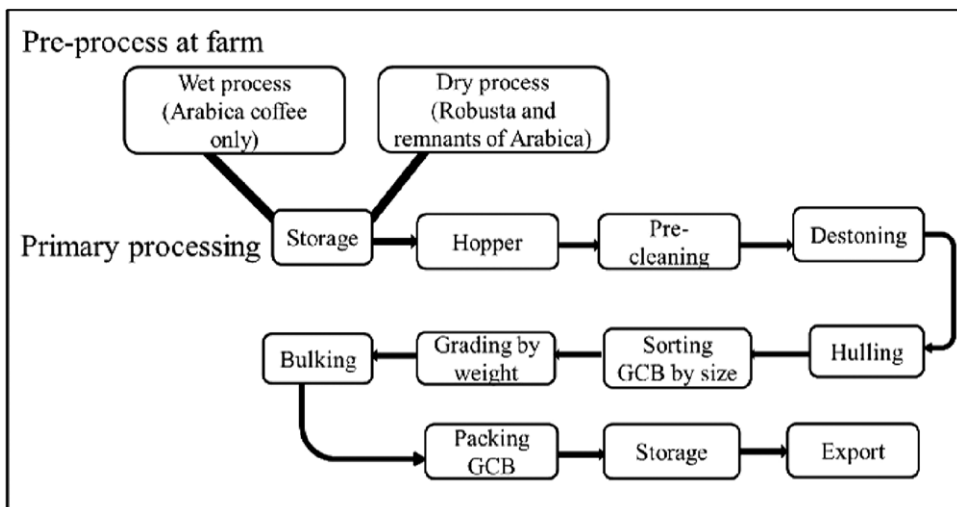 Pre-process at farm
Wet process
(Arabica coffee
only)
Dry process
(Robusta and
remnants of Arabica)
Primary processing
Storage
Hopper
Pre-
cleaning
Destoning
Bulking
Grading by
weight
Sorting
GCB by size
Hulling
Packing
GCB
Storage
Export